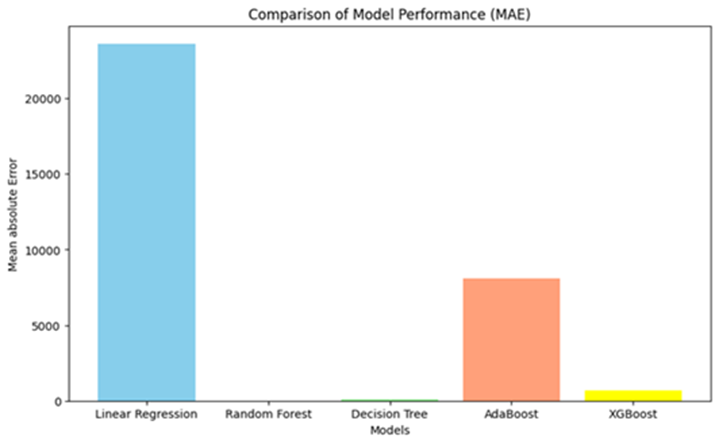 Comparison of Model Performance (MAE)
Mean absolute Error
20000
15000
10000
5000
0
Linear Regression Random Forest Decision Tree AdaBoost XGBoost
Models